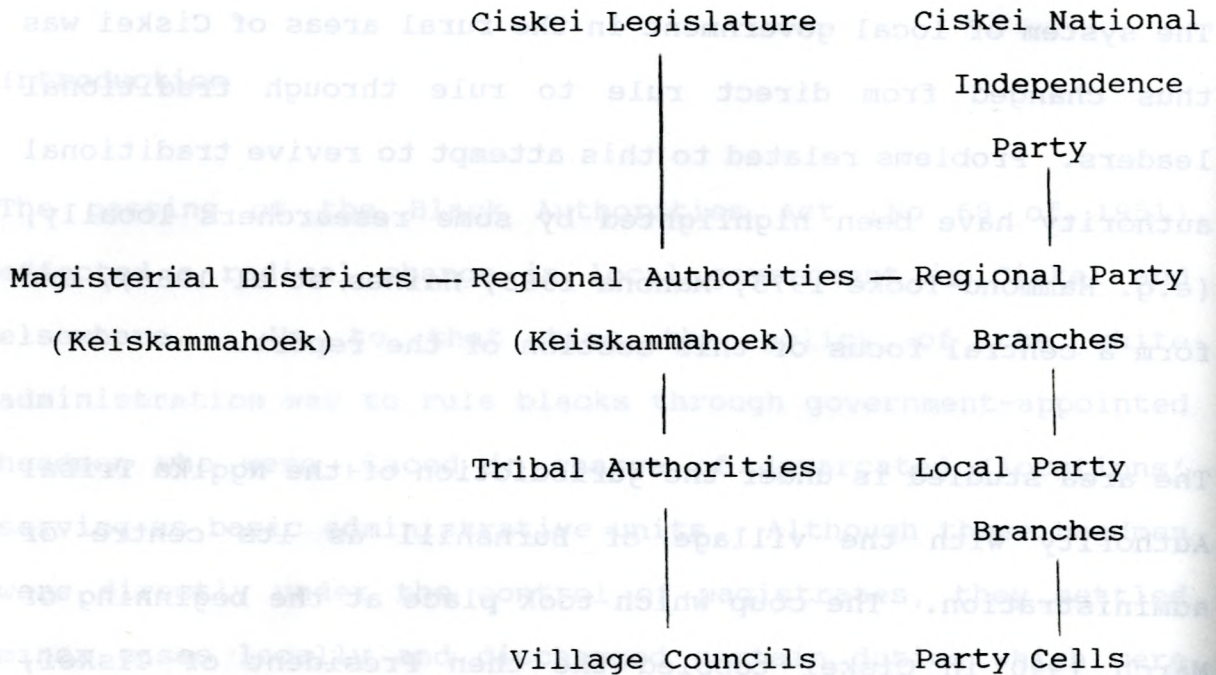 Ciskei Legislature Ciskei National
Independence
Party
Magisterial Districts — Regional Authorities — Regional Party
(Keiskammahoek) (Keiskammahoek) Branches
Tribal Authorities Local Party
Branches
Village Councils Party Cells